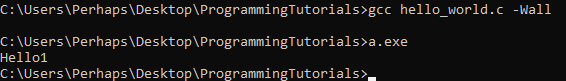 C:\Users\Perhaps\Desktop\ProgrammingTutorials>gcc hello_world.c -Wall
C:\Users\Perhaps\Desktop\ProgrammingTutorials>a.exe
Hello1
C:\Users\Perhaps\Desktop\ProgrammingTutorials>